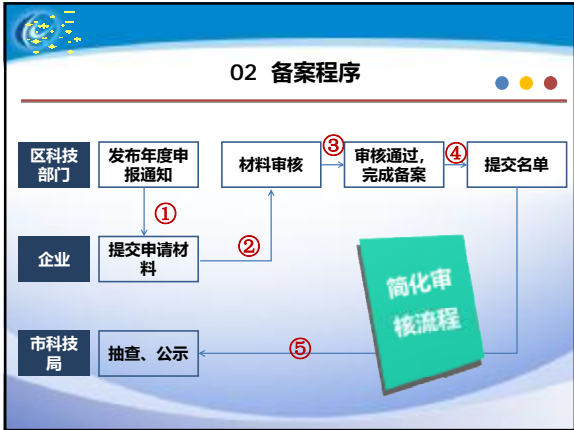 02 备案程序
区科技
部门
发布年度申
报通知
材料审核
③
审核通过，
完成备案
④
提交名单
①
企业
提交申请材
料
②
简化审
核流程
市科技
局
抽查、公示
⑤